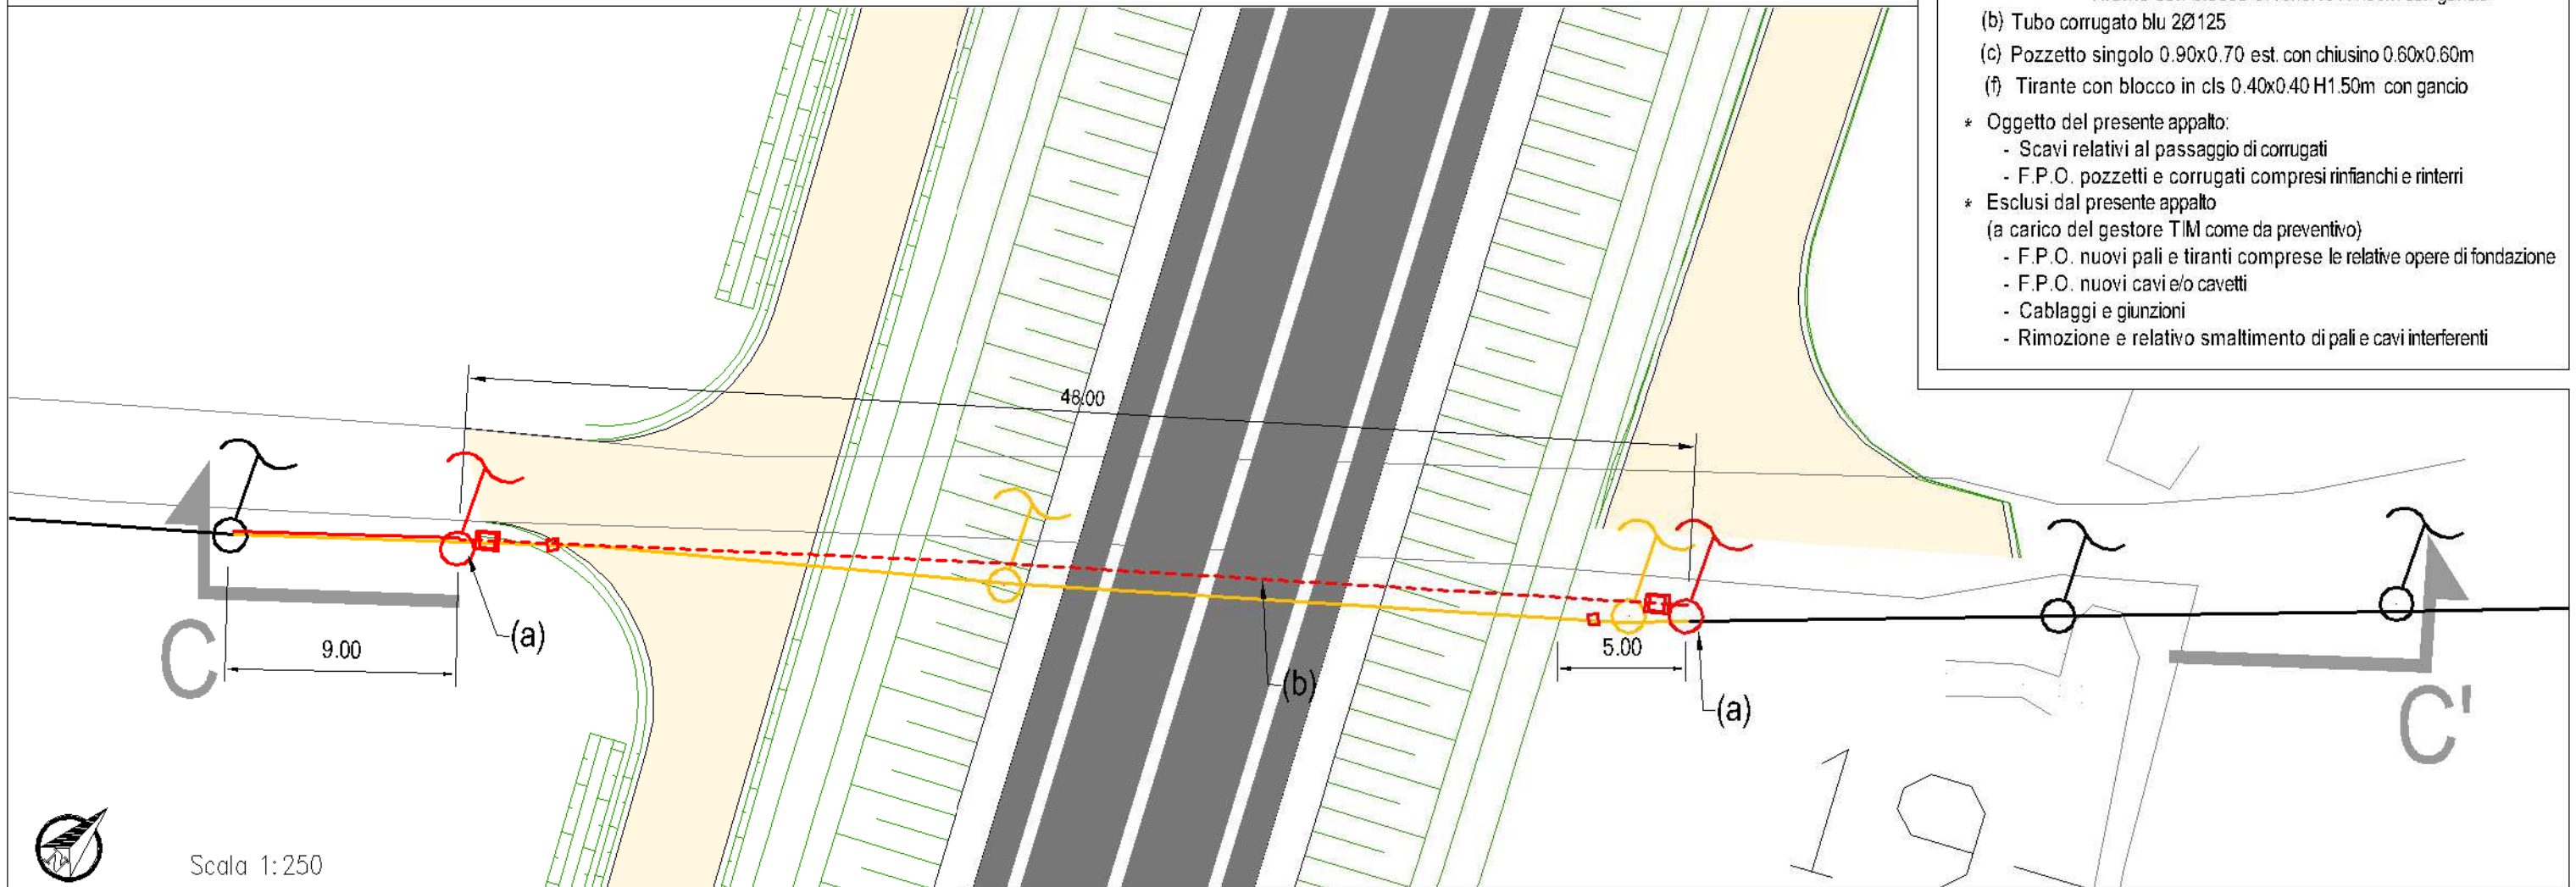 (b) Tubo corrugato blu 2Ø125
(c) Pozzetto singolo 0.90x0.70 est. con chiusino 0.60x0.60m
(f) Tirante con blocco in cls 0.40x0.40 H1.50m con gancio
* Oggetto del presente appalto:
- Scavi relativi al passaggio di corrugati
- F.P.O. pozzetti e corrugati compresi rinfianchi e rinterri
* Esclusi dal presente appalto
(a carico del gestore TIM come da preventivo)
- F.P.O. nuovi pali e tiranti comprese le relative opere di fondazione
- F.P.O. nuovi cavi e/o cavetti
- Cablaggi e giunzioni
- Rimozione e relativo smaltimento di pali e cavi interferenti
48.00
C
9.00
(a)
(b)
5.00
(a)
C'
19
N
Scala 1:250